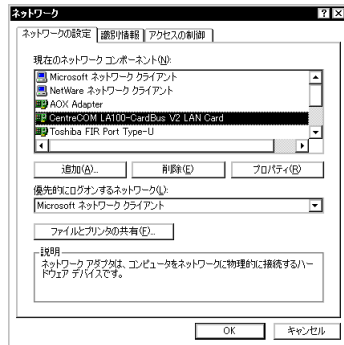 ネットワーク
ネットワークの設定 識別情報 アクセスの制御
現在のネットワーク コンポーネント(N):
Microsoft ネットワーク クライアント
NetWare ネットワーク クライアント
AOX Adapter
CentreCOM LA100-CardBus V2 LAN Card
Toshiba FIR Port Type-U
追加(A)... 削除(E) プロパティ(R)
優先的にログオンするネットワーク(L):
Microsoft ネットワーク クライアント
ファイルとプリンタの共有(F)...
説明
ネットワーク アダプタは、コンピュータをネットワークに物理的に接続するハー
ドウェア デバイスです。
OK キャンセル